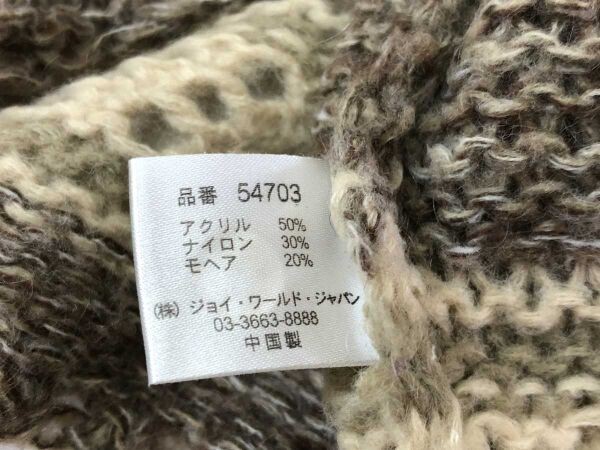 品番 54703
アクリル 50%
ナイロン 30%
モヘア 20%
(株) ジョイ・ワールド・ジャパン
03-3663-8888
中国製